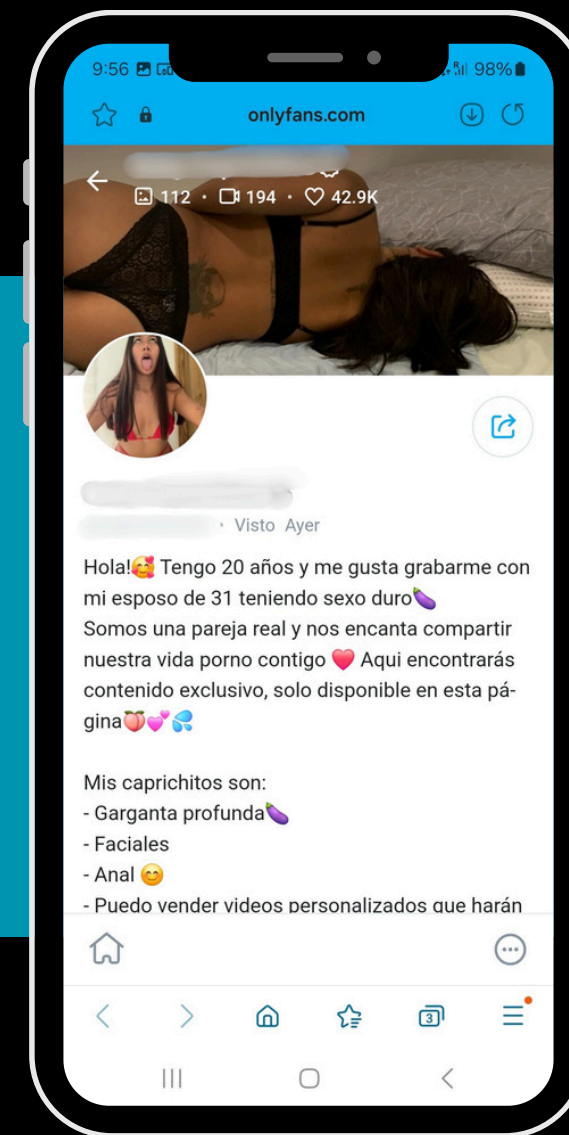 9:56
98%
onlyfans.com
112 · 194 · 42.9K
· Visto Ayer
Hola!🥰 Tengo 20 años y me gusta grabarme con
mi esposo de 31 teniendo sexo duro🍆
Somos una pareja real y nos encanta compartir
nuestra vida porno contigo ❤️ Aqui encontrarás
contenido exclusivo, solo disponible en esta pá-
gina🍑💕💦
Mis caprichitos son:
- Garganta profunda🍆
- Faciales
- Anal 😊
- Puedo vender videos personalizados que harán
3